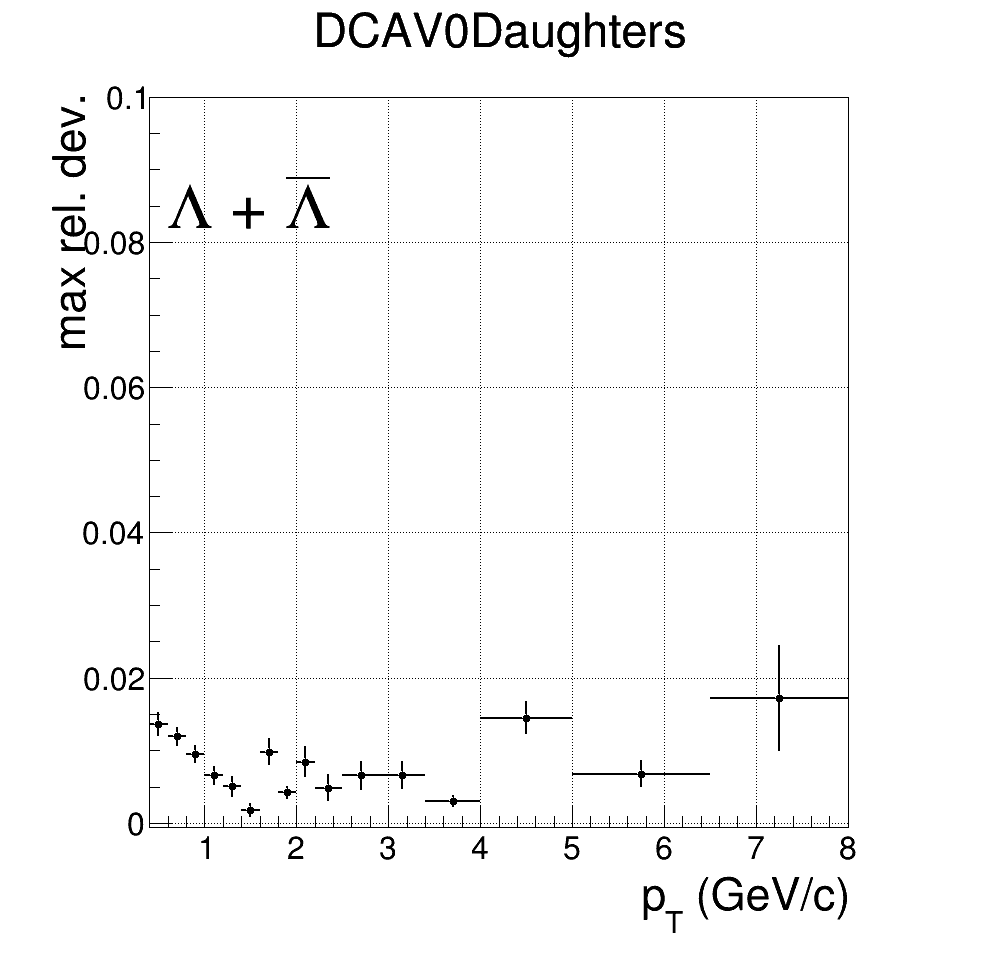 DCAV0Daughters
max rel. dev.
0.1
0.08
0.06
0.04
0.02
0
Λ + Λ̅
1 2 3 4 5 6 7 8
p_T (GeV/c)